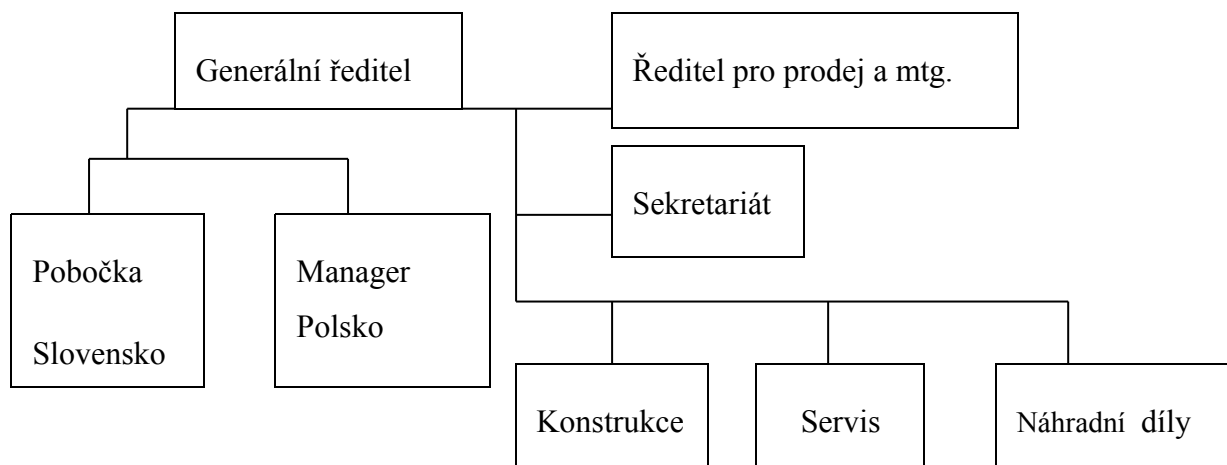 Generální ředitel
Ředitel pro prodej a mtg.
Sekretariát
Pobočka
Slovensko
Manager
Polsko
Konstrukce
Servis
Náhradní díly